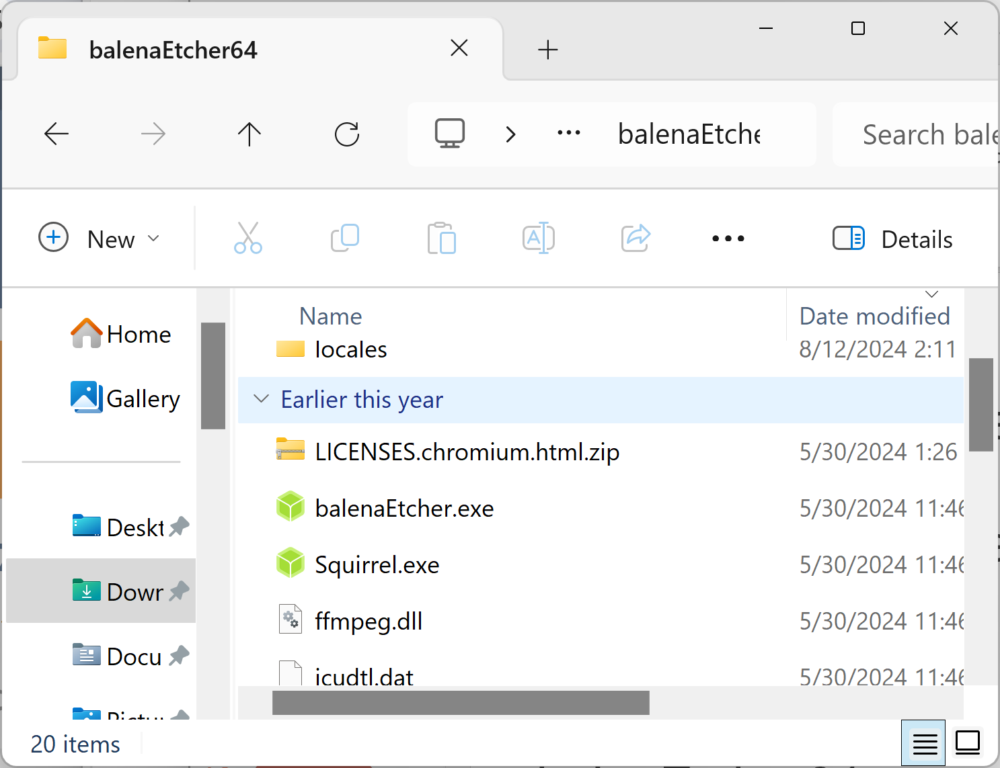 balenaEtcher64
balenaEtche
Search bale
New
Details
Name
Date modified
Home
locales
8/12/2024 2:11
Gallery
Earlier this year
LICENSES.chromium.html.zip
5/30/2024 1:26
Deskt
balenaEtcher.exe
5/30/2024 11:46
Squirrel.exe
5/30/2024 11:46
Down
ffmpeg.dll
5/30/2024 11:46
Docu
icudtl.dat
5/30/2024 11:46
Pictu
20 items